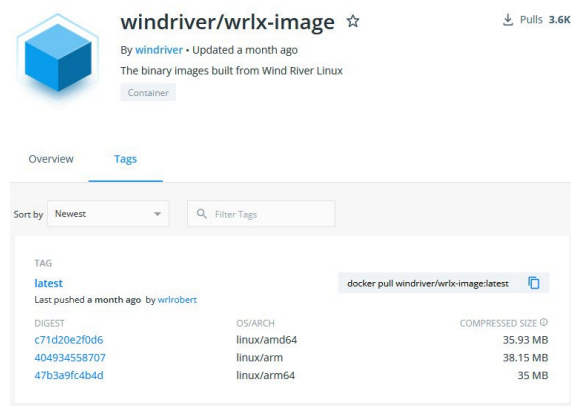 windriver/wrlx-image
Pulls 3.6K
By windriver • Updated a month ago
The binary images built from Wind River Linux
Container
Overview Tags
Sort by Newest Filter Tags
TAG
latest docker pull windriver/wrlx-image:latest
Last pushed a month ago by wrlrobert
DIGEST OS/ARCH COMPRESSED SIZE
c71d20e2f0d6 linux/amd64 35.93 MB
404934558707 linux/arm 38.15 MB
47b3a9fc4b4d linux/arm64 35 MB